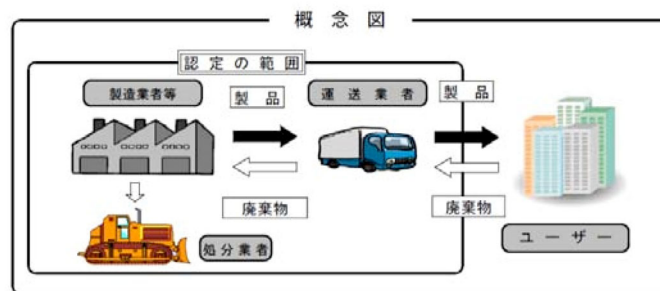 概念図
認定の範囲
製造業者等
製品
運送業者
製品
廃棄物
廃棄物
処分業者
ユーザー